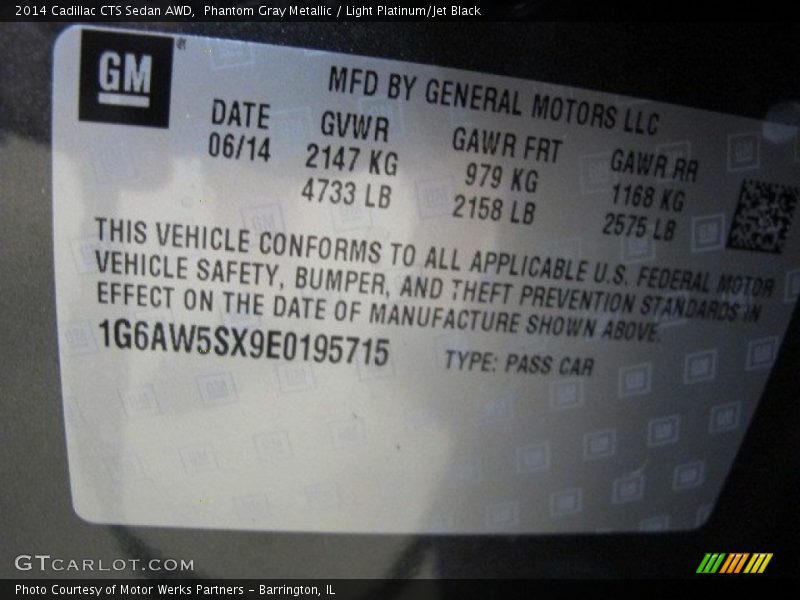 2014 Cadillac CTS Sedan AWD,  Phantom Gray Metallic / Light Platinum/Jet Black
GM
MFD BY GENERAL MOTORS LLC
DATE GVWR GAWR FRT GAWR RR
06/14 2147 KG 979 KG 1168 KG
4733 LB 2158 LB 2575 LB
THIS VEHICLE CONFORMS TO ALL APPLICABLE U.S. FEDERAL MOTOR
VEHICLE SAFETY, BUMPER, AND THEFT PREVENTION STANDARDS IN
EFFECT ON THE DATE OF MANUFACTURE SHOWN ABOVE.
1G6AW5SX9E0195715 TYPE: PASS CAR
GTCARLOT.COM
Photo Courtesy of Motor Werks Partners – Barrington, IL